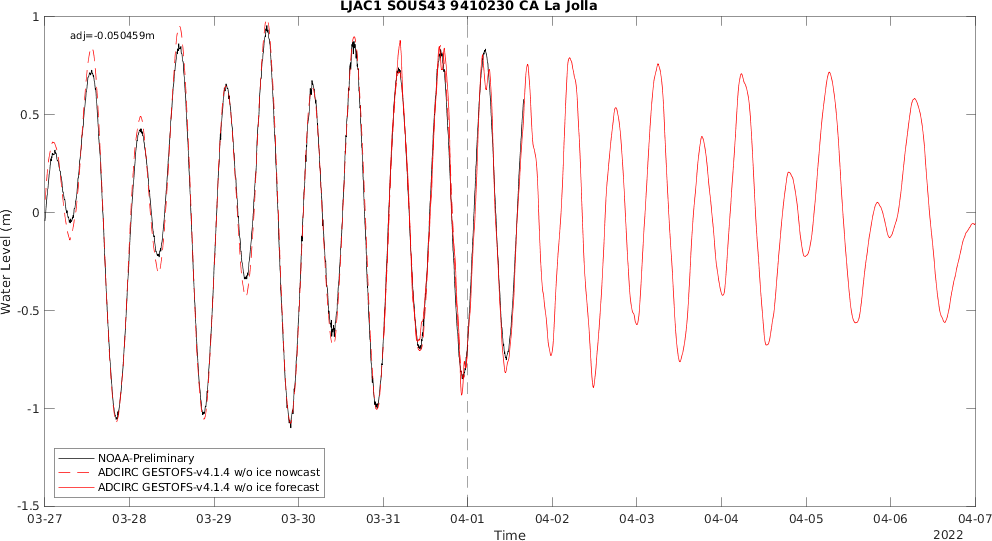 LJAC1 SOUS43 9410230 CA La Jolla
adj=-0.050459m
1
0.5
0
-0.5
-1
-1.5
Water Level (m)
NOAA-Preliminary
ADCIRC GESTOFS-v4.1.4 w/o ice nowcast
ADCIRC GESTOFS-v4.1.4 w/o ice forecast
03-27 03-28 03-29 03-30 03-31 04-01 04-02 04-03 04-04 04-05 04-06 04-07
Time
2022